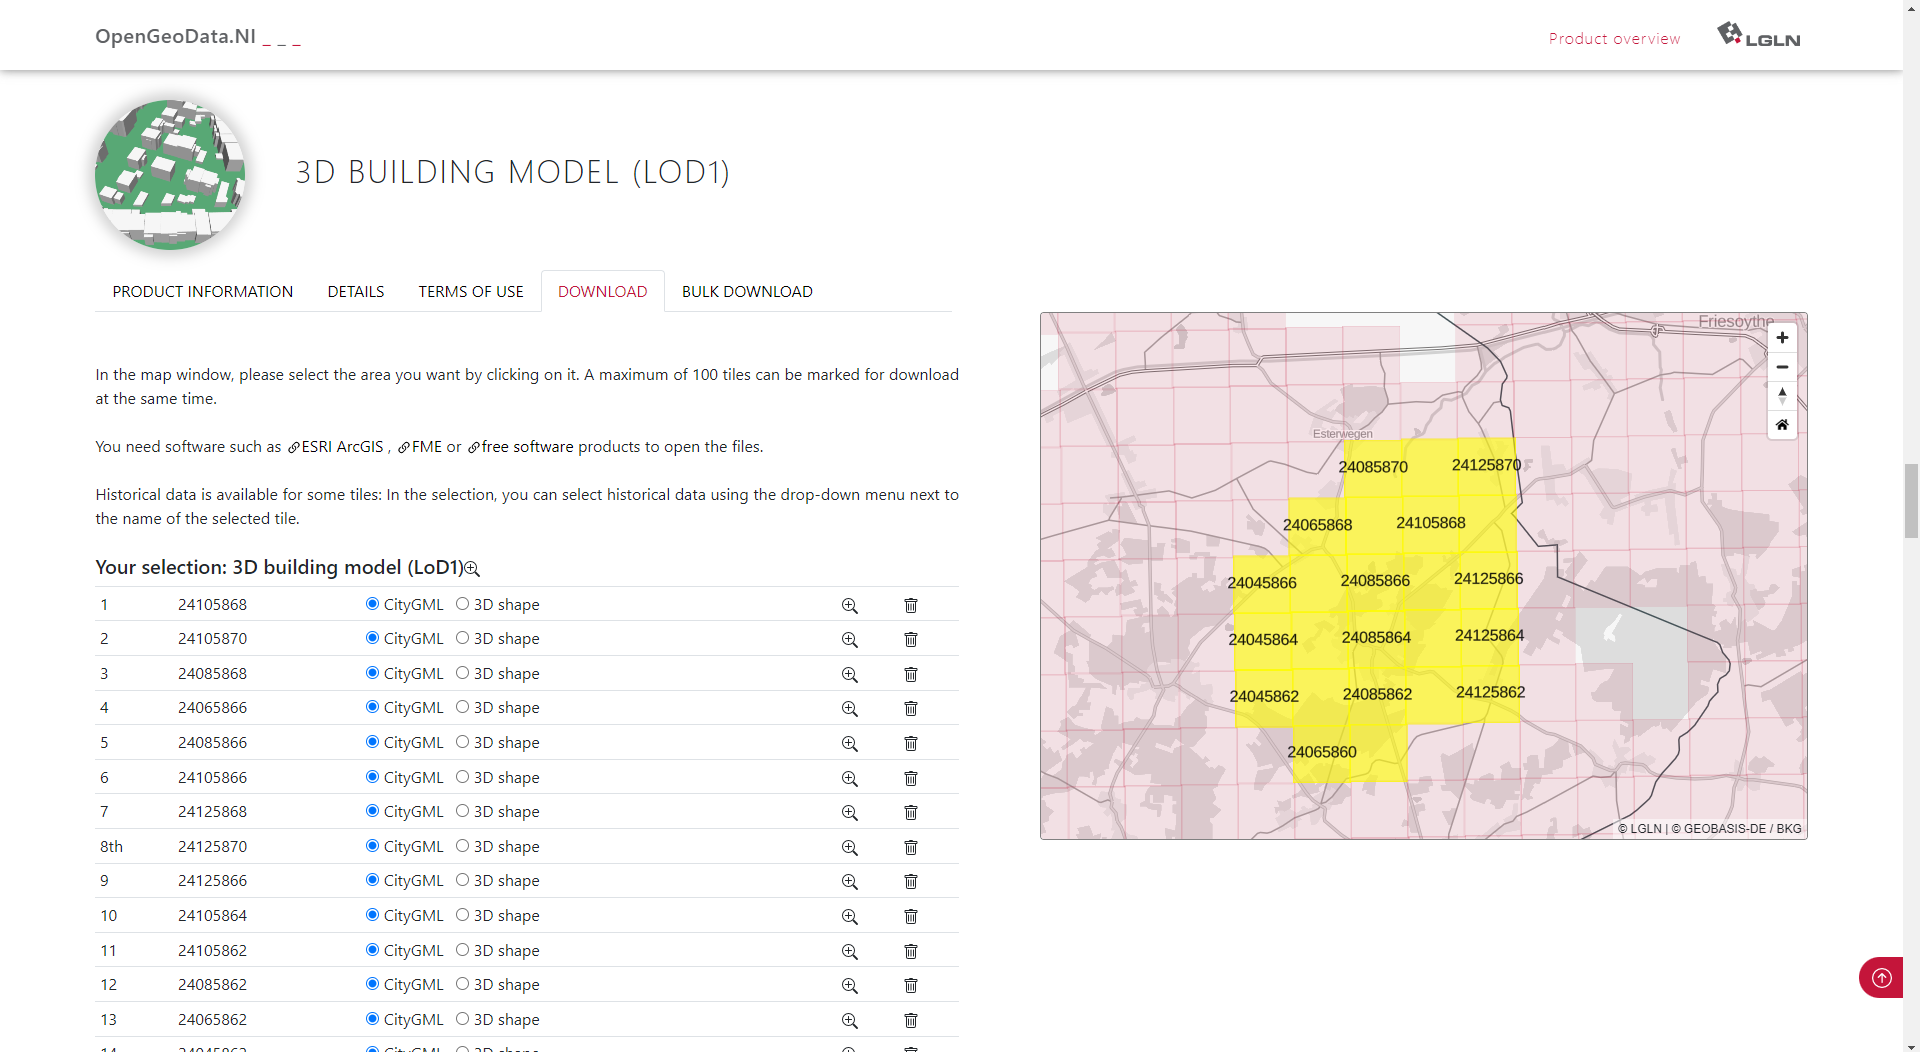 OpenGeoData.NI _ _ _
Product overview
LGLN
3D BUILDING MODEL (LOD1)
PRODUCT INFORMATION
DETAILS
TERMS OF USE
DOWNLOAD
BULK DOWNLOAD
In the map window, please select the area you want by clicking on it. A maximum of 100 tiles can be marked for download
at the same time.
You need software such as ESRI ArcGIS , FME or free software products to open the files.
Historical data is available for some tiles: In the selection, you can select historical data using the drop-down menu next to
the name of the selected tile.
Your selection: 3D building model (LoD1)
1 24105868 CityGML 3D shape
2 24105870 CityGML 3D shape
3 24085868 CityGML 3D shape
4 24065866 CityGML 3D shape
5 24085866 CityGML 3D shape
6 24105866 CityGML 3D shape
7 24125868 CityGML 3D shape
8th 24125870 CityGML 3D shape
9 24125866 CityGML 3D shape
10 24105864 CityGML 3D shape
11 24105862 CityGML 3D shape
12 24085862 CityGML 3D shape
13 24065862 CityGML 3D shape
14 24045862 CityGML 3D shape
Friesoythe
Esterwegen
24085870 24125870
24065868 24105868
24045866 24085866 24125866
24045864 24085864 24125864
24045862 24085862 24125862
24065860
© LGLN | © GEOBASIS-DE / BKG